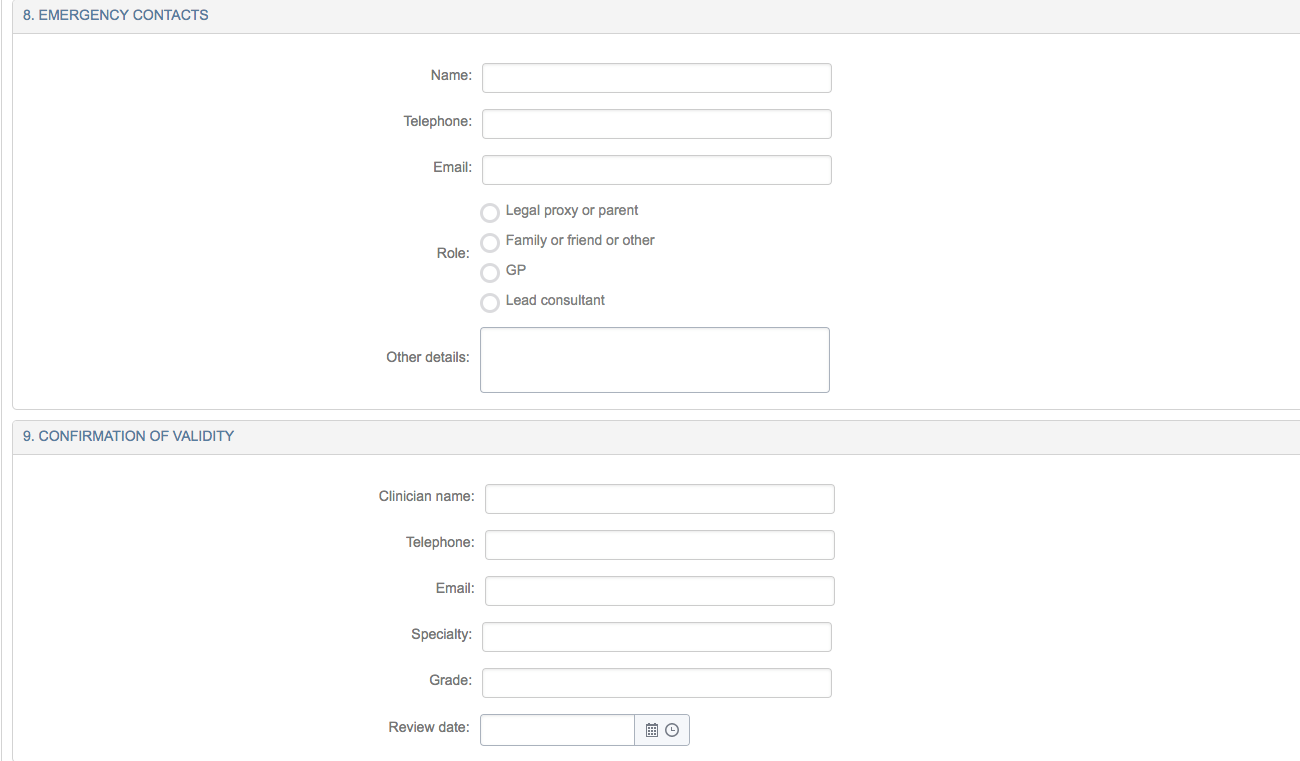 8. EMERGENCY CONTACTS
Name:
Telephone:
Email:
Role:
Legal proxy or parent
Family or friend or other
GP
Lead consultant
Other details:
9. CONFIRMATION OF VALIDITY
Clinician name:
Telephone:
Email:
Specialty:
Grade:
Review date: